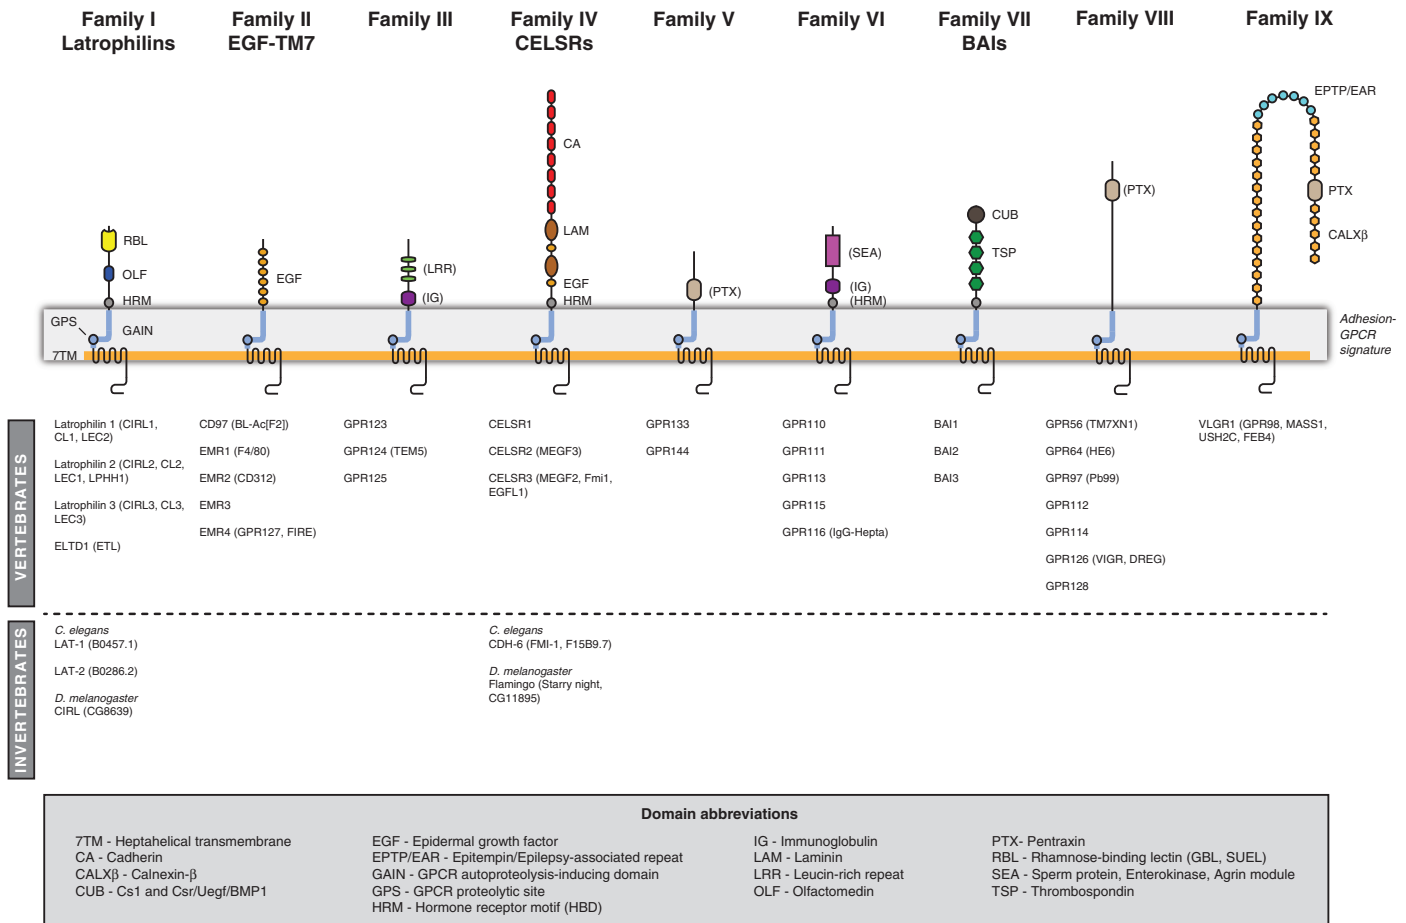 Family I
Latrophilins
Family II
EGF-TM7
Family III
Family IV
CELSRs
Family V
Family VI
Family VII
BAIs
Family VIII
Family IX
RBL
OLF
HRM
GPS
GAIN
7TM
EGF
(LRR)
(IG)
CA
LAM
EGF
HRM
(PTX)
(SEA)
(IG)
(HRM)
CUB
TSP
(PTX)
EPTP/EAR
PTX
CALXβ
Adhesion-
GPCR
signature
VERTEBRATES
Latrophilin 1 (CIRL1,
CL1, LEC2)
Latrophilin 2 (CIRL2, CL2,
LEC1, LPHH1)
Latrophilin 3 (CIRL3, CL3,
LEC3)
ELTD1 (ETL)
CD97 (BL-Ac[F2])
EMR1 (F4/80)
EMR2 (CD312)
EMR3
EMR4 (GPR127, FIRE)
GPR123
GPR124 (TEM5)
GPR125
CELSR1
CELSR2 (MEGF3)
CELSR3 (MEGF2, Fmi1,
EGFL1)
GPR133
GPR144
GPR110
GPR111
GPR113
GPR115
GPR116 (IgG-Hepta)
BAI1
BAI2
BAI3
GPR56 (TM7XN1)
GPR64 (HE6)
GPR97 (Pb99)
GPR112
GPR114
GPR126 (VIGR, DREG)
GPR128
VLGR1 (GPR98, MASS1,
USH2C, FEB4)
INVERTEBRATES
C. elegans
LAT-1 (B0457.1)
LAT-2 (B0286.2)
D. melanogaster
CIRL (CG8639)
C. elegans
CDH-6 (FMI-1, F15B9.7)
D. melanogaster
Flamingo (Starry night,
CG11895)
Domain abbreviations
7TM - Heptahelical transmembrane
CA - Cadherin
CALXβ - Calnexin-β
CUB - Cs1 and Csr/Uegf/BMP1
EGF - Epidermal growth factor
EPTP/EAR - Epitempin/Epilepsy-associated repeat
GAIN - GPCR autoproteolysis-inducing domain
GPS - GPCR proteolytic site
HRM - Hormone receptor motif (HBD)
IG - Immunoglobulin
LAM - Laminin
LRR - Leucin-rich repeat
OLF - Olfactomedin
PTX- Pentraxin
RBL - Rhamnose-binding lectin (GBL, SUEL)
SEA - Sperm protein, Enterokinase, Agrin module
TSP - Thrombospondin